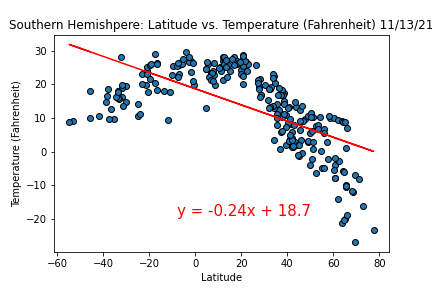 Southern Hemishpere: Latitude vs. Temperature (Fahrenheit) 11/13/21
Temperature (Fahrenheit)
30
20
10
0
−10
−20
y = -0.24x + 18.7
−60 −40 −20 0 20 40 60 80
Latitude